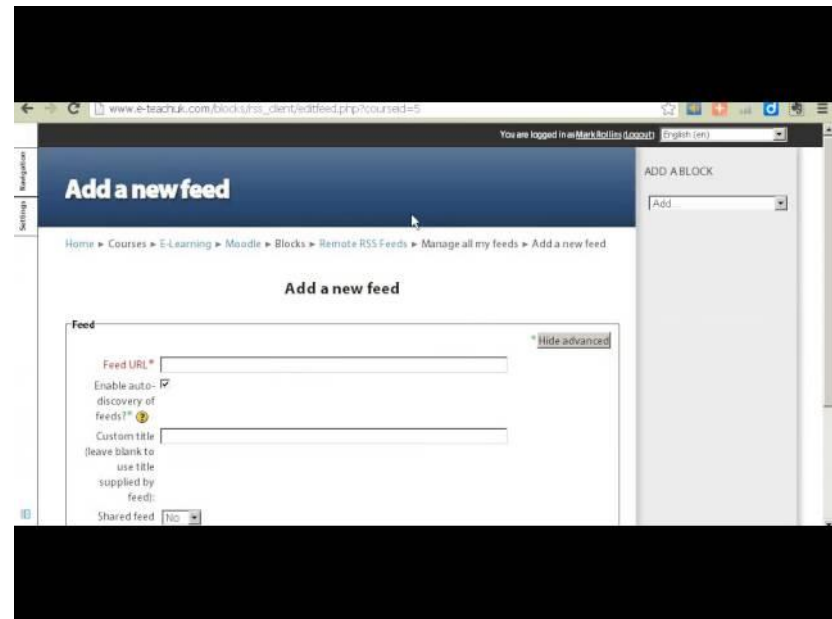 www.e-teachuk.com/blocks/rss_client/editfeed.php?courseid=5
You are logged in as Mark Rollins (Logout) English (en)
Navigation
Settings
Add a new feed
ADD A BLOCK
Add...
Home ► Courses ► E-Learning ► Moodle ► Blocks ► Remote RSS Feeds ► Manage all my feeds ► Add a new feed
Add a new feed
Feed
* Hide advanced
Feed URL*
Enable auto-
discovery of
feeds?*
Custom title
(leave blank to
use title
supplied by
feed):
Shared feed No